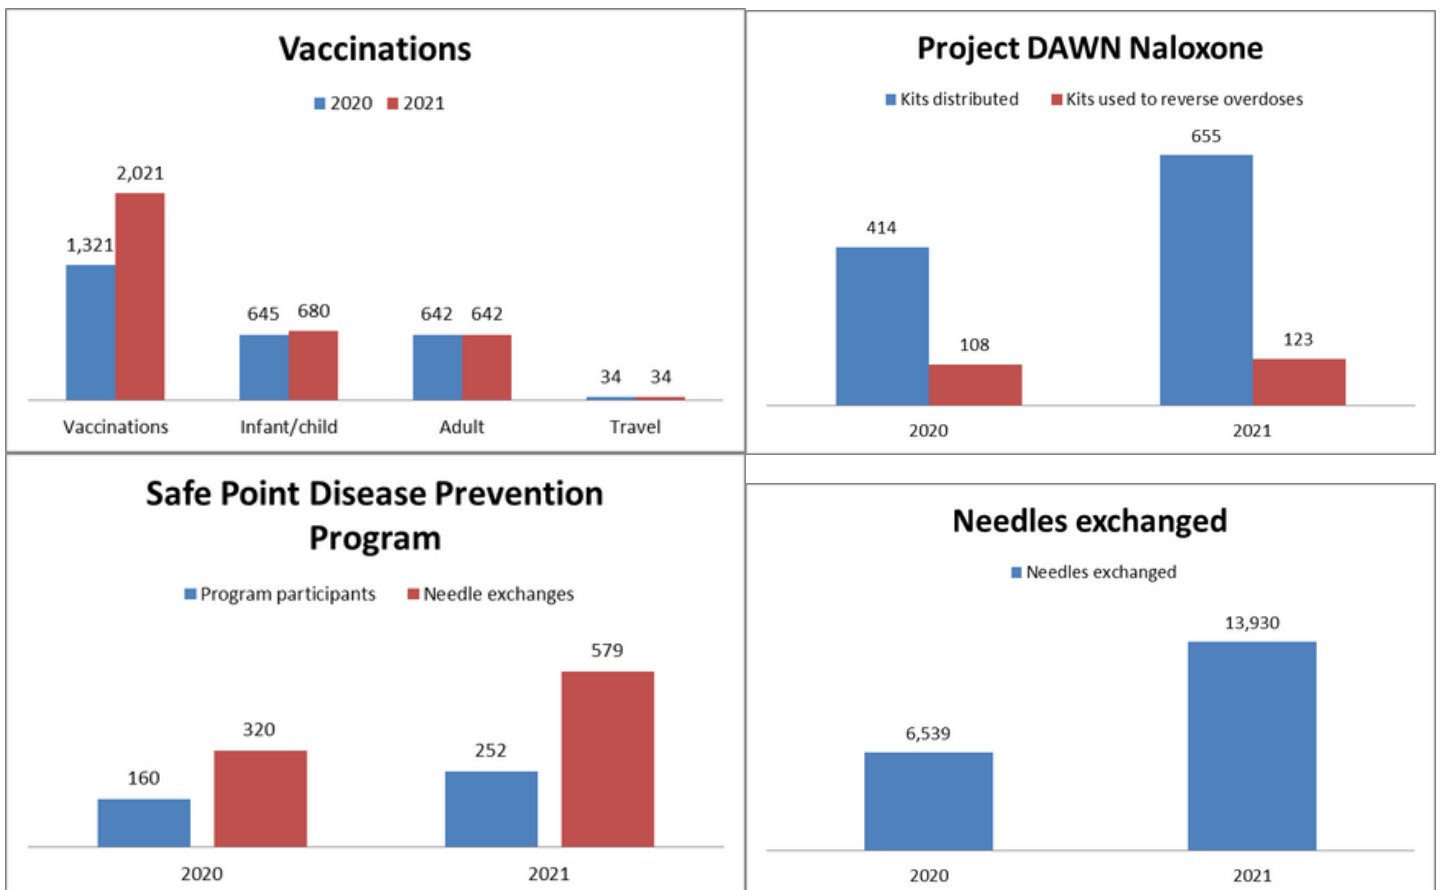 Vaccinations
2020 2021
2,021
1,321
645 680 642 642
34 34
Vaccinations Infant/child Adult Travel
Project DAWN Naloxone
Kits distributed Kits used to reverse overdoses
655
414
108 123
2020 2021
Safe Point Disease Prevention
Program
Program participants Needle exchanges
579
320
252
160
2020 2021
Needles exchanged
Needles exchanged
13,930
6,539
2020 2021